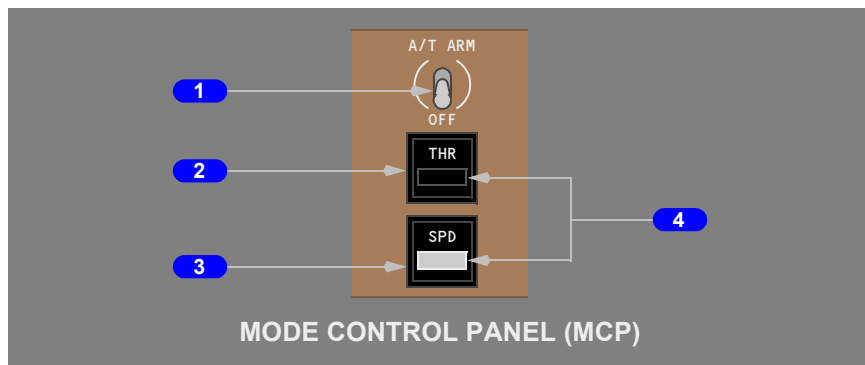 A/T ARM
1
OFF
2
THR
4
3
SPD
MODE CONTROL PANEL (MCP)